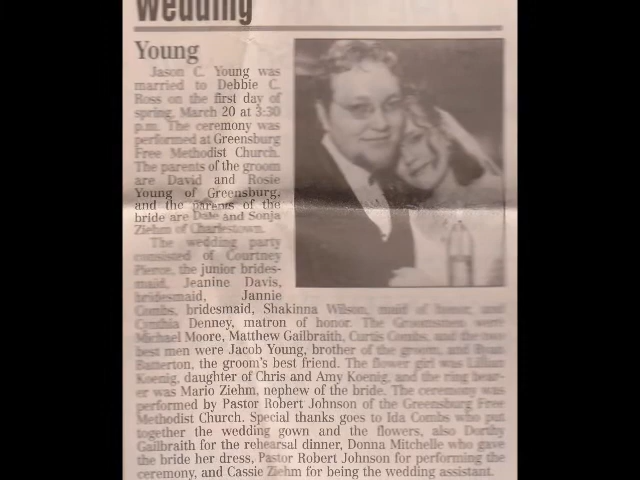 Wedding
Young
Jason C. Young was
married to Debbie C.
Ross on the first day of
spring, March 20 at 3:30
p.m. The ceremony was
performed at Greensburg
Free Methodist Church.
The parents of the groom
are David and Rosie
Young of Greensburg,
and the parents of the
bride are Dale and Sonja
Ziehm of Charlestown.
The wedding party
consisted of Courtney
Pierce, the junior brides-
maid, Jeanine Davis,
bridesmaid, Jannie
Combs, bridesmaid, Shakinna Wilson, maid of honor, and
Cynthia Denney, matron of honor. The Groomsmen were
Michael Moore, Matthew Gailbraith, Curtis Combs, and the two
best men were Jacob Young, brother of the groom, and Ryan
Batterton, the groom's best friend. The flower girl was Lillian
Koenig, daughter of Chris and Amy Koenig, and the ring bear-
er was Mario Ziehm, nephew of the bride. The ceremony was
performed by Pastor Robert Johnson of the Greensburg Free
Methodist Church. Special thanks goes to Ida Combs who put
together the wedding gown and the flowers, also Dorthy
Gailbraith for the rehearsal dinner, Donna Mitchelle who gave
the bride her dress, Pastor Robert Johnson for performing the
ceremony, and Cassie Ziehm for being the wedding assistant.